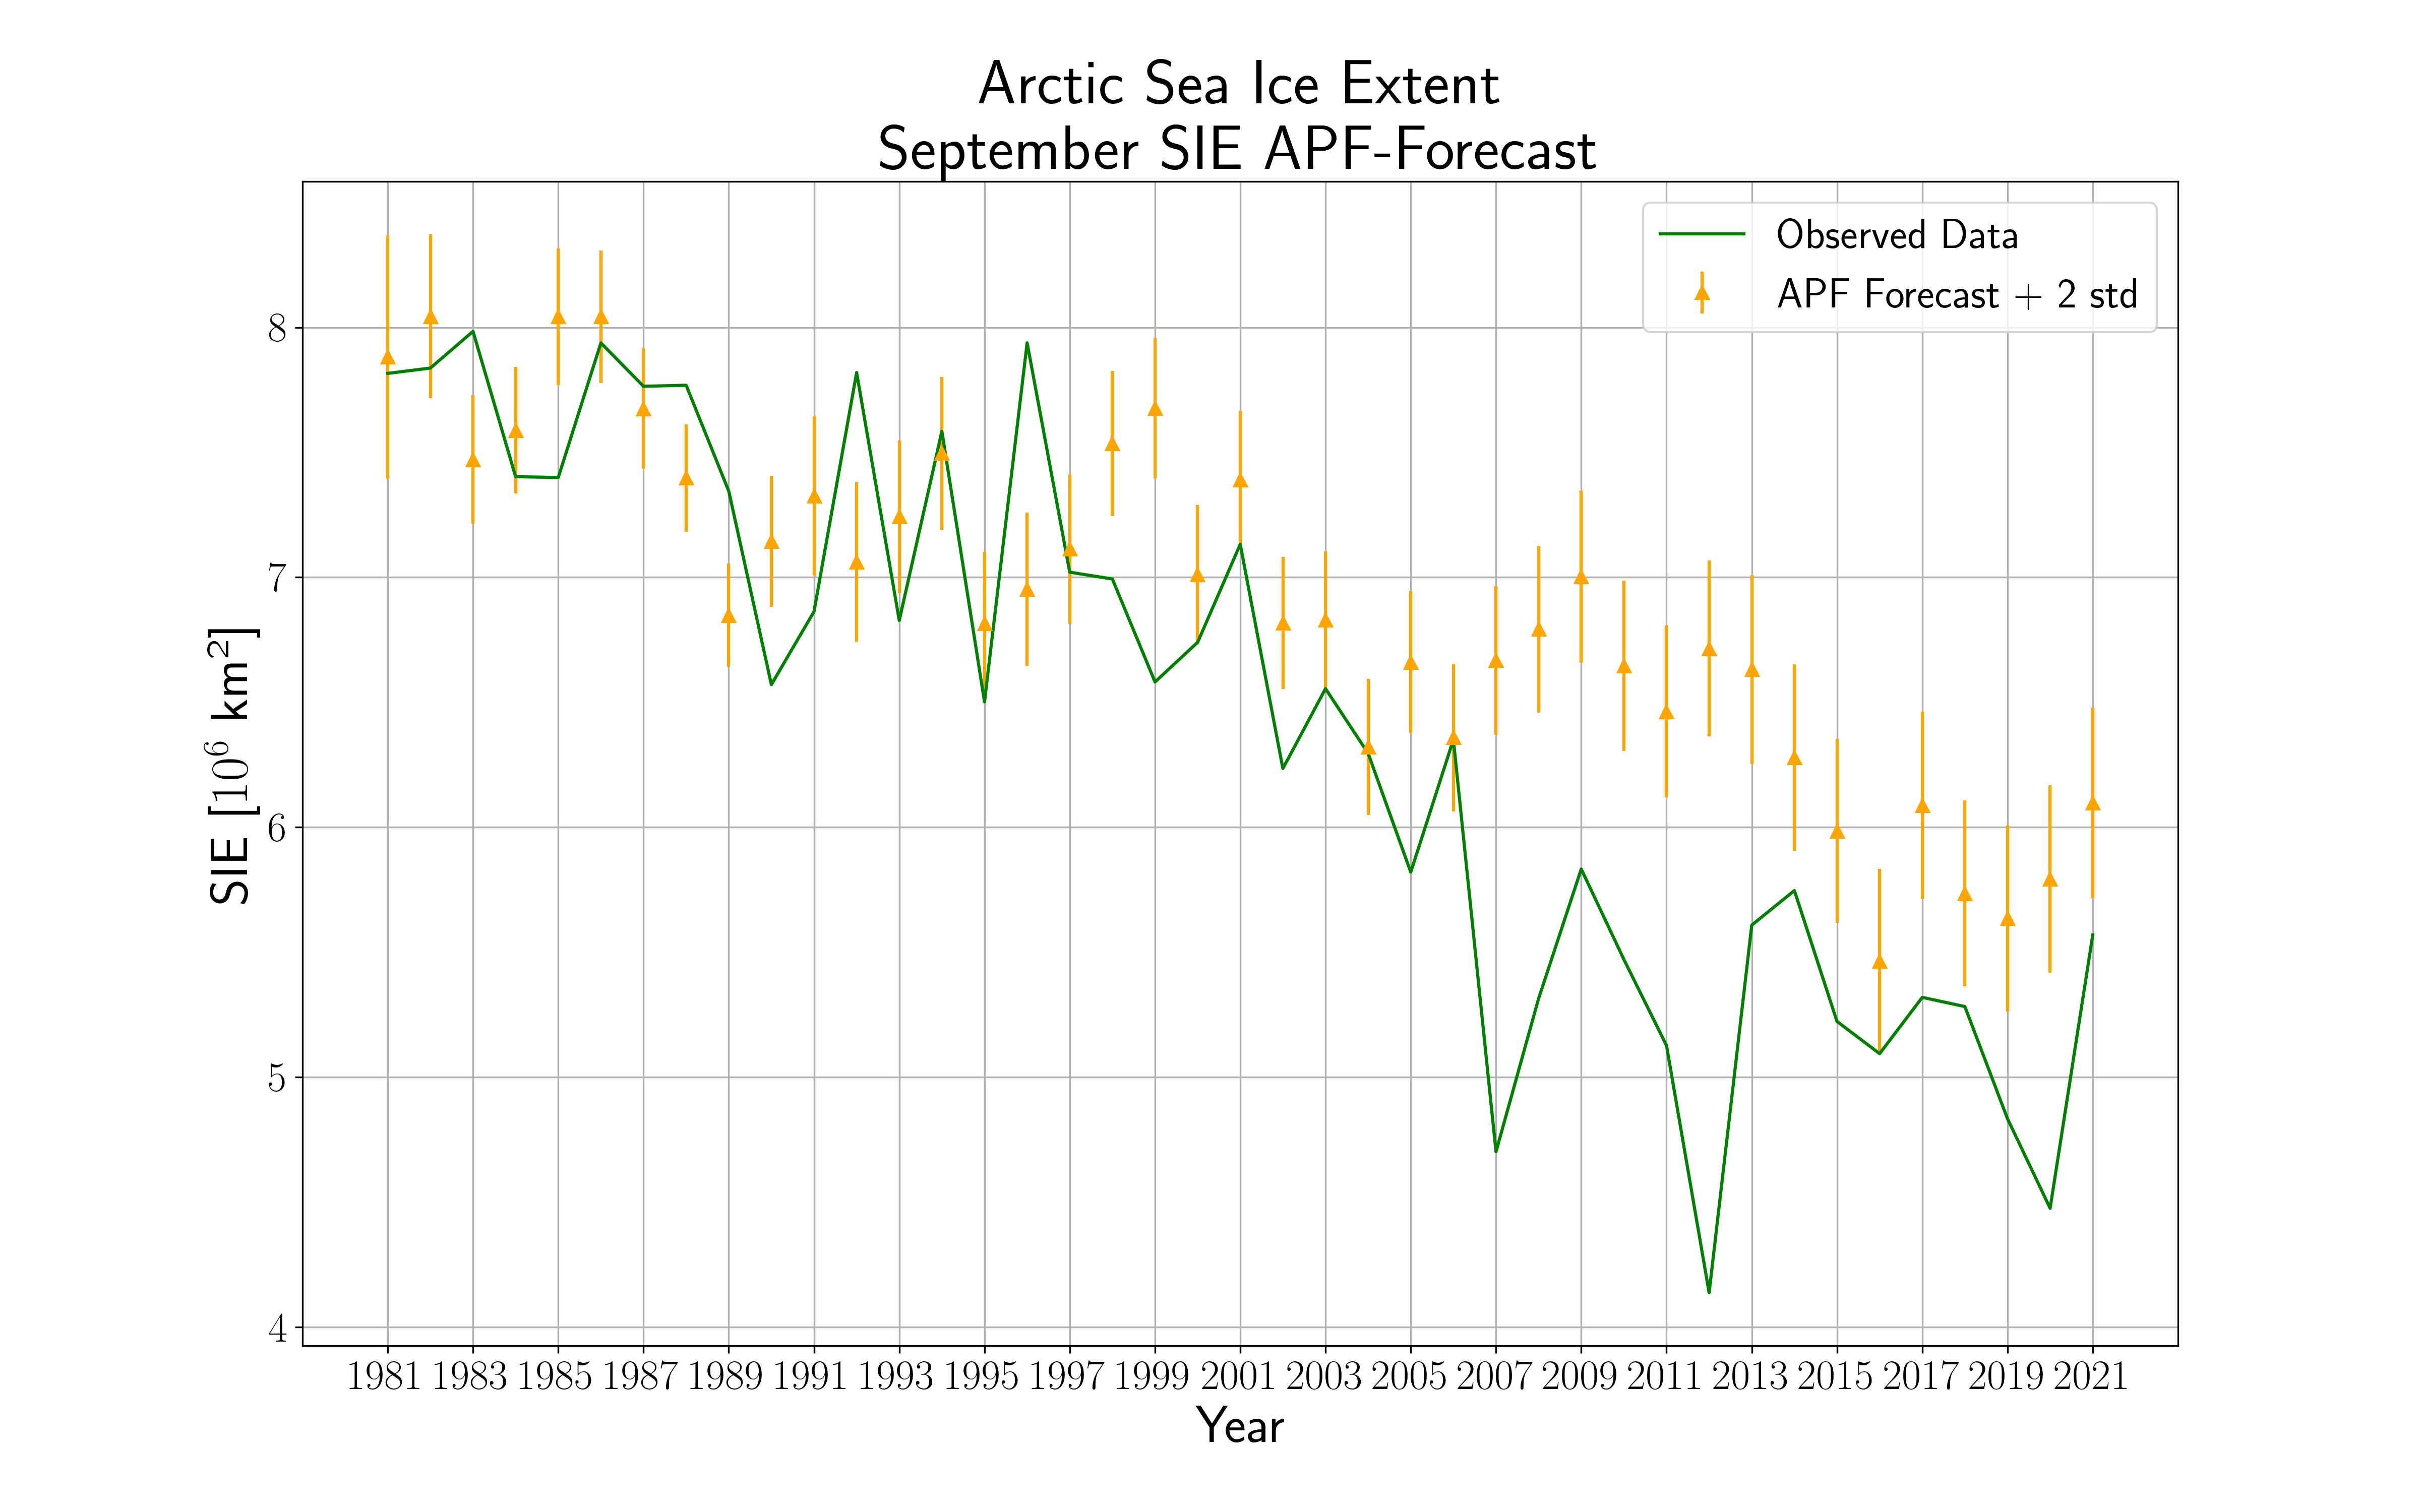 Arctic Sea Ice Extent
September SIE APF-Forecast
Observed Data
APF Forecast + 2 std
8
7
6
5
4
SIE [10⁶ km²]
1981 1983 1985 1987 1989 1991 1993 1995 1997 1999 2001 2003 2005 2007 2009 2011 2013 2015 2017 2019 2021
Year